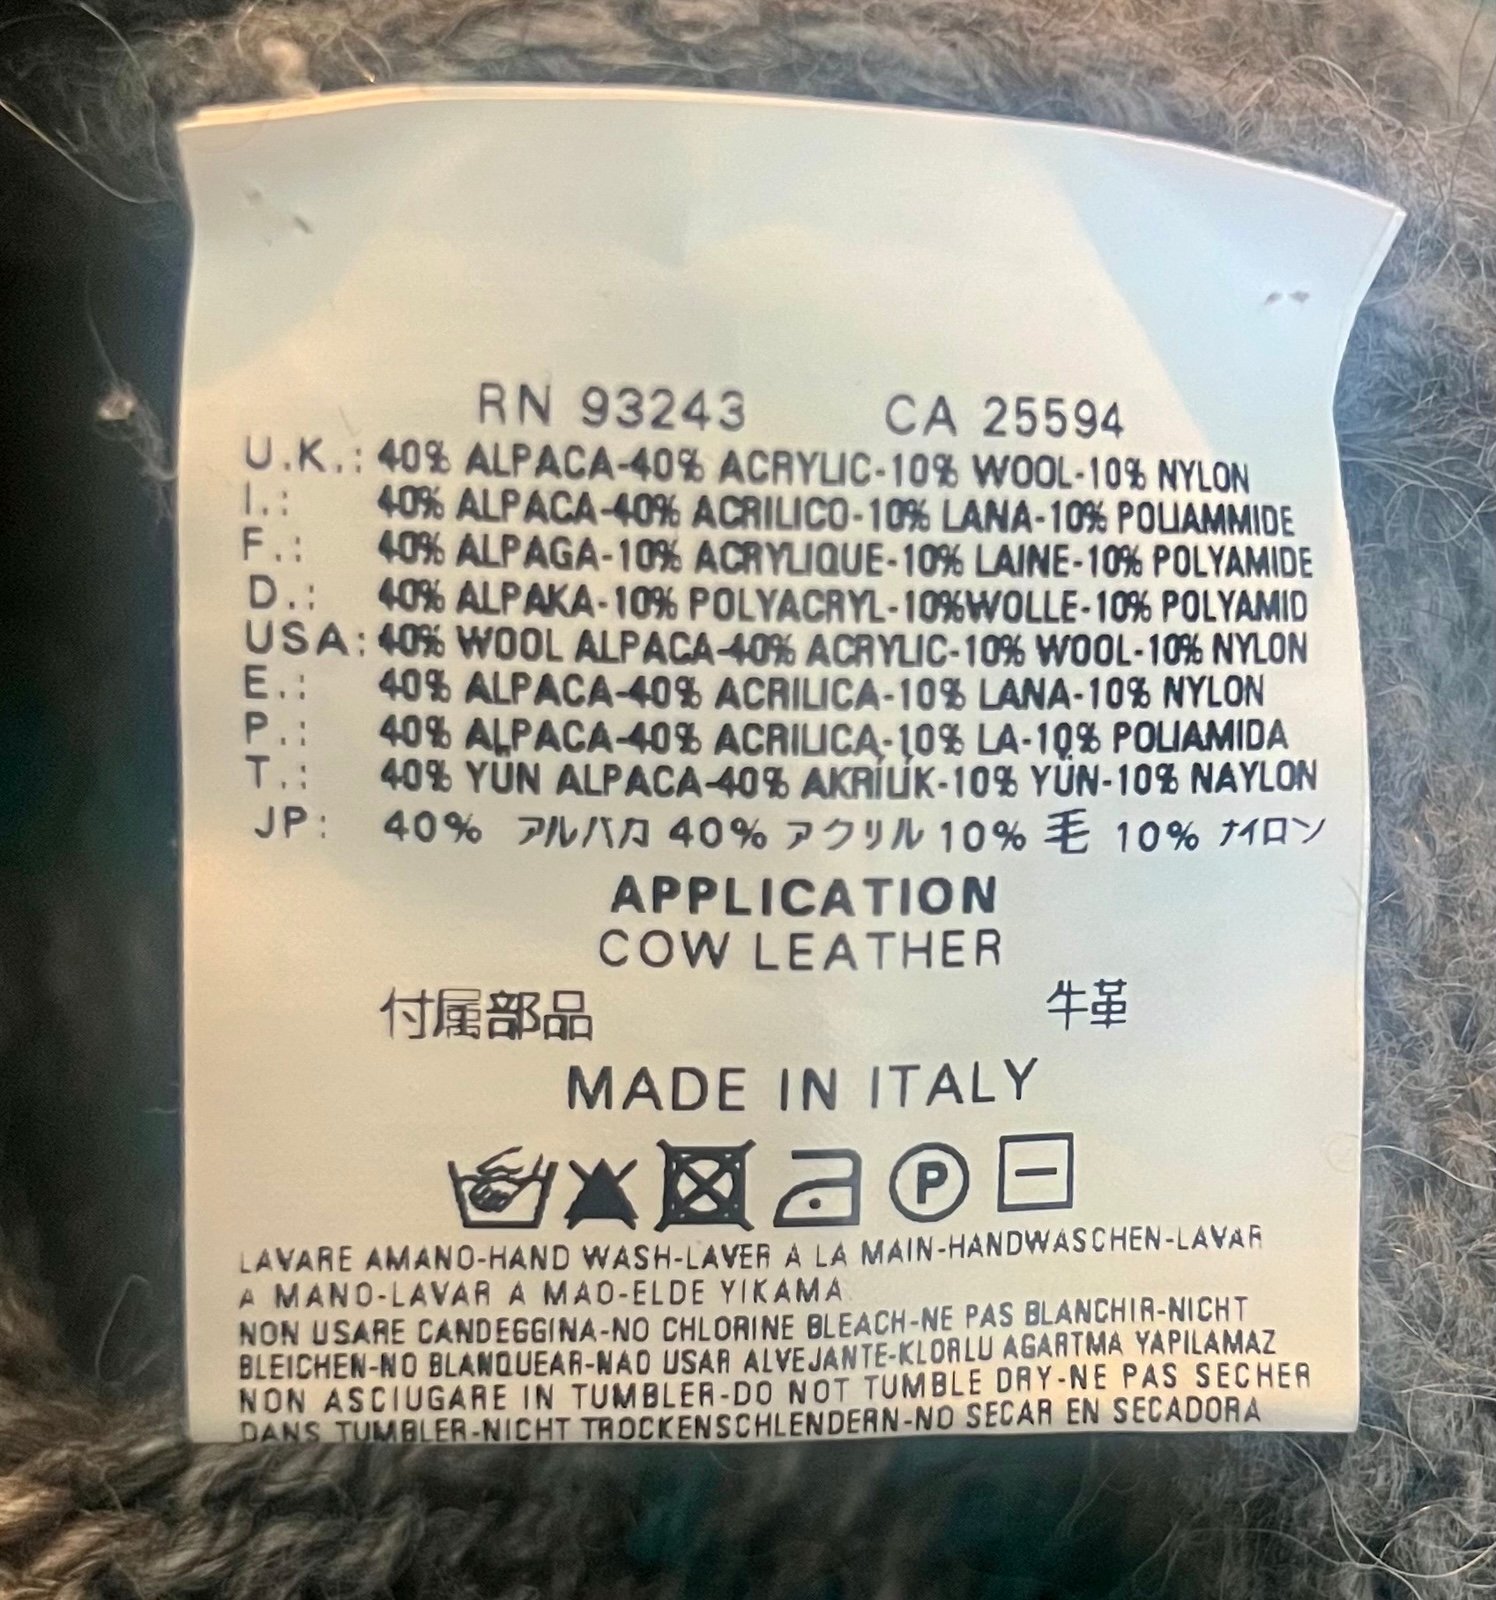 RN 93243 CA 25594
U.K.: 40% ALPACA-40% ACRYLIC-10% WOOL-10% NYLON
I.: 40% ALPACA-40% ACRILICO-10% LANA-10% POLIAMMIDE
F.: 40% ALPAGA-10% ACRYLIQUE-10% LAINE-10% POLYAMIDE
D.: 40% ALPAKA-10% POLYACRYL-10%WOLLE-10% POLYAMID
USA: 40% WOOL ALPACA-40% ACRYLIC-10% WOOL-10% NYLON
E.: 40% ALPACA-40% ACRILICA-10% LANA-10% NYLON
P.: 40% ALPACA-40% ACRILICA-10% LA-10% POLIAMIDA
T.: 40% YÜN ALPACA-40% AKRİLİK-10% YÜN-10% NAYLON
JP: 40% アルパカ 40% アクリル 10% 毛 10% ナイロン
APPLICATION
COW LEATHER
付属部品 牛革
MADE IN ITALY
P
LAVARE AMANO-HAND WASH-LAVER A LA MAIN-HANDWASCHEN-LAVAR
A MANO-LAVAR A MAO-ELDE YIKAMA
NON USARE CANDEGGINA-NO CHLORINE BLEACH-NE PAS BLANCHIR-NICHT
BLEICHEN-NO BLANQUEAR-NAO USAR ALVEJANTE-KLORLU AGARTMA YAPILAMAZ
NON ASCIUGARE IN TUMBLER-DO NOT TUMBLE DRY-NE PAS SECHER
DANS TUMBLER-NICHT TROCKENSCHLENDERN-NO SECAR EN SECADORA